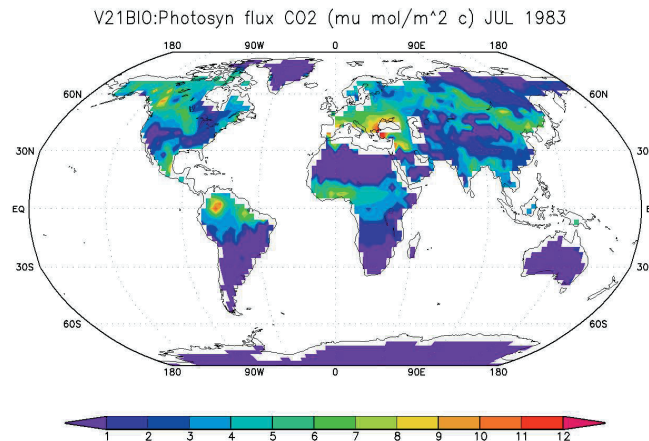 V21BIO:Photosyn flux CO2 (mu mol/m^2 c) JUL 1983
180 90W 0 90E 180
60N 60N
30N 30N
EQ E
30S 30
60S 60S
180 90W 0 90E 180
1 2 3 4 5 6 7 8 9 10 11 12